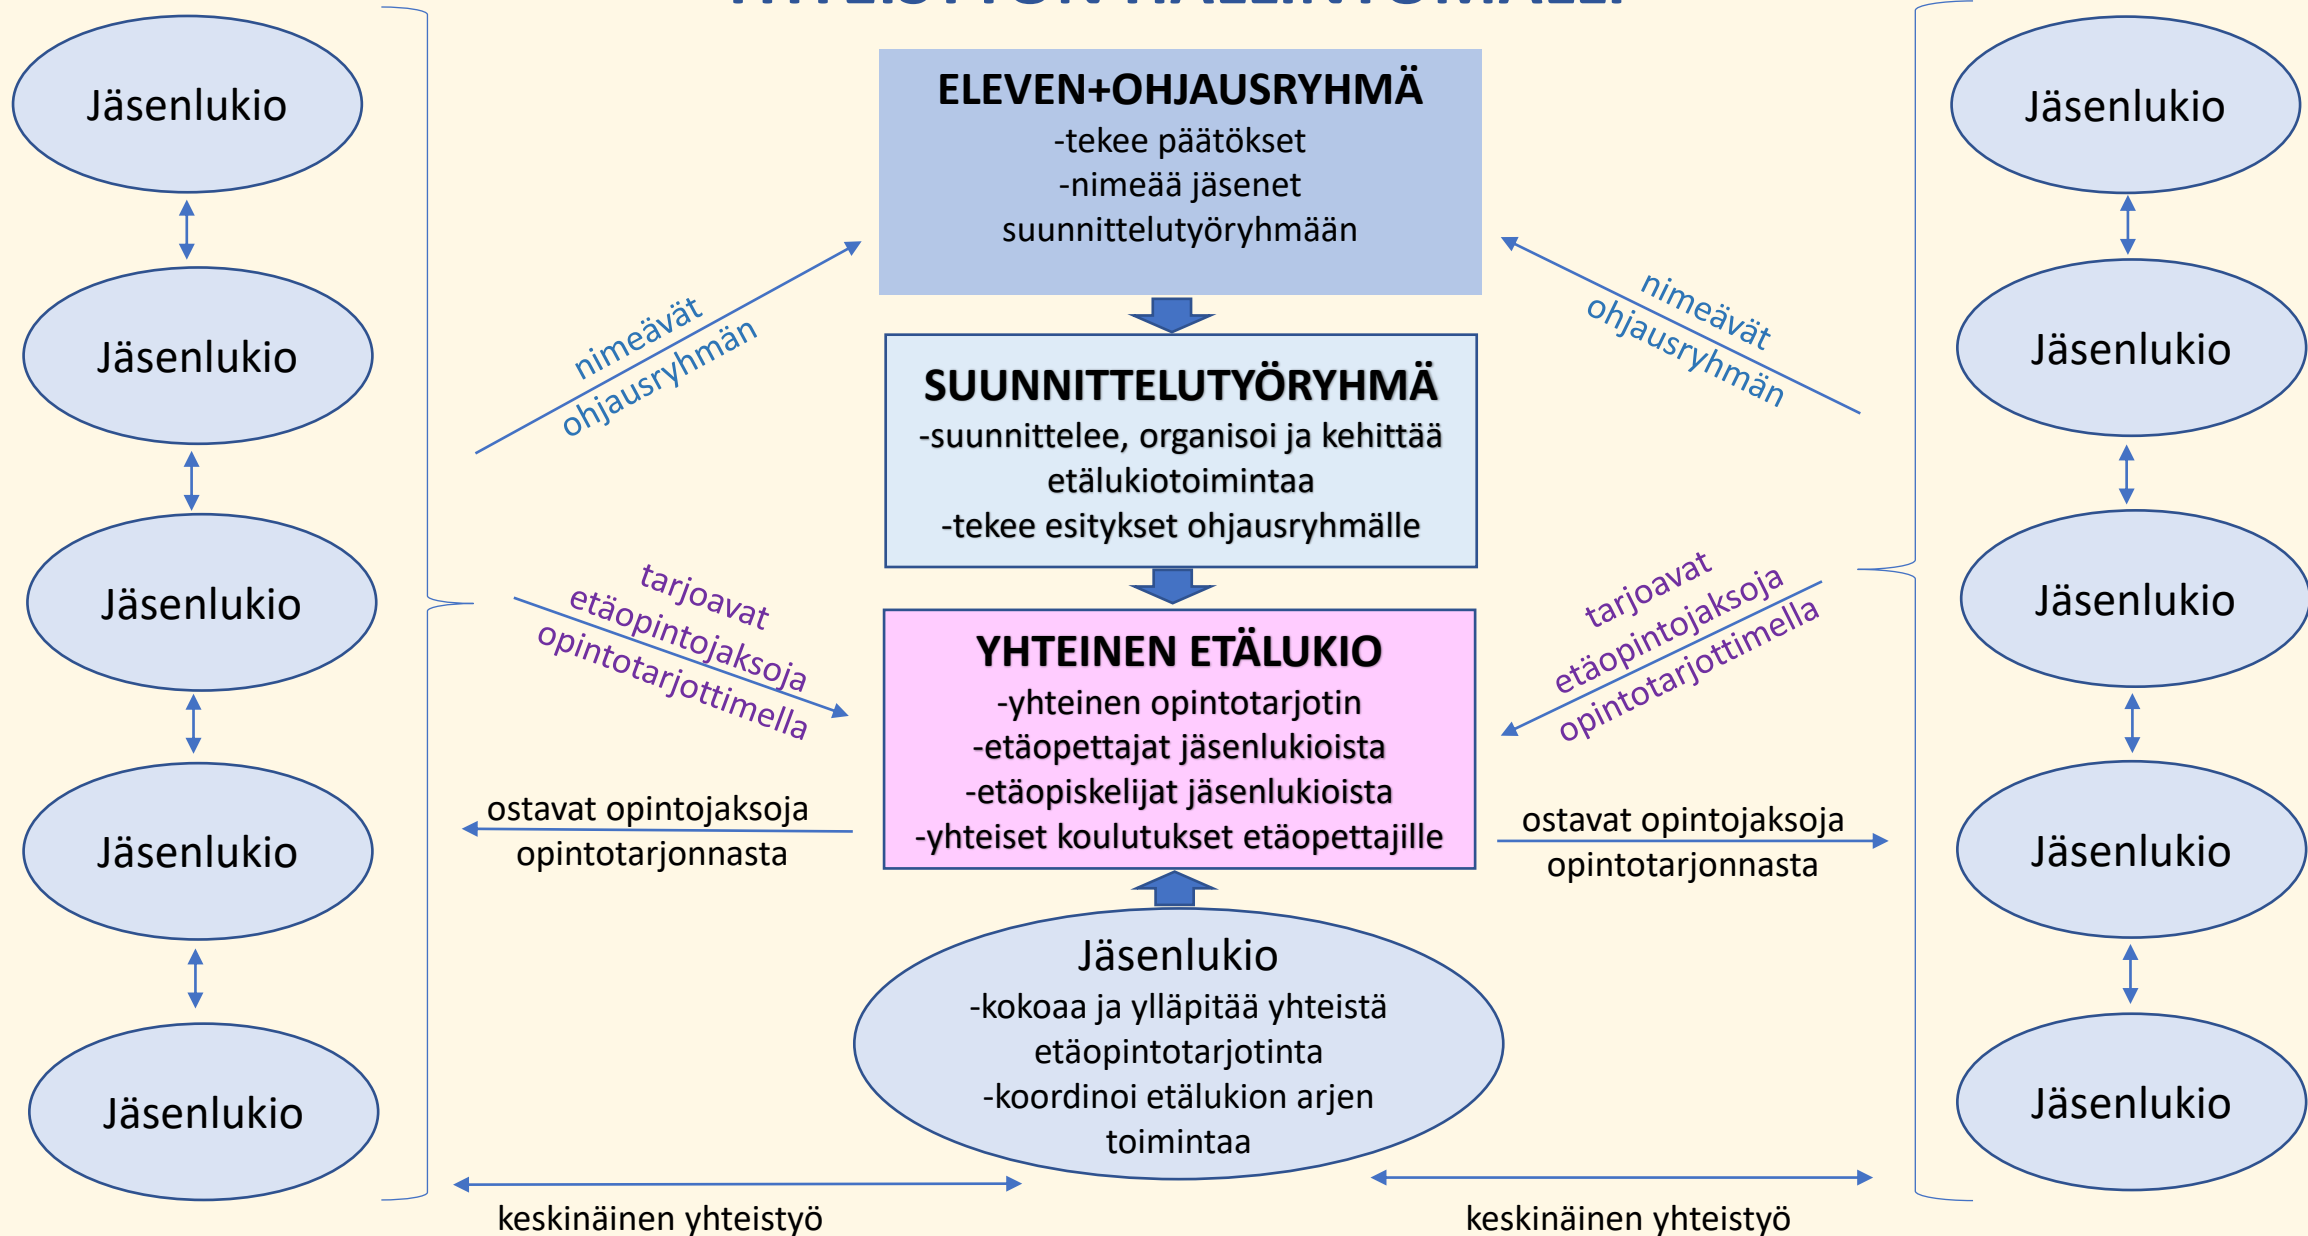 YHTEISTYÖN HALLINTOMALLI
Jäsenlukio
Jäsenlukio
Jäsenlukio
Jäsenlukio
Jäsenlukio
nimeävät
ohjausryhmän
tarjoavat
etäopintojaksoja
opintotarjottimella
ostavat opintojaksoja
opintotarjonnasta
keskinäinen yhteistyö
ELEVEN+OHJAUSRYHMÄ
-tekee päätökset
-nimeää jäsenet
suunnittelutyöryhmään
SUUNNITTELUTYÖRYHMÄ
-suunnittelee, organisoi ja kehittää
etälukiotoimintaa
-tekee esitykset ohjausryhmälle
YHTEINEN ETÄLUKIO
-yhteinen opintotarjotin
-etäopettajat jäsenlukioista
-etäopiskelijat jäsenlukioista
-yhteiset koulutukset etäopettajille
Jäsenlukio
-kokoaa ja ylläpitää yhteistä
etäopintotarjotinta
-koordinoi etälukion arjen
toimintaa
nimeävät
ohjausryhmän
tarjoavat
etäopintojaksoja
opintotarjottimella
ostavat opintojaksoja
opintotarjonnasta
keskinäinen yhteistyö
Jäsenlukio
Jäsenlukio
Jäsenlukio
Jäsenlukio
Jäsenlukio